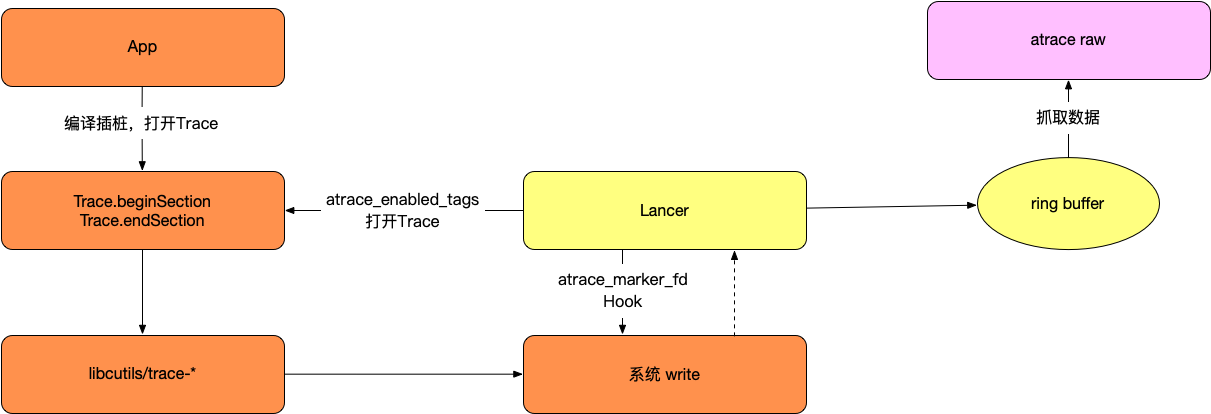 App
atrace raw
编译插桩，打开Trace
抓取数据
Trace.beginSection
Trace.endSection
atrace_enabled_tags
打开Trace
Lancer
ring buffer
atrace_marker_fd
Hook
libcutils/trace-*
系统 write